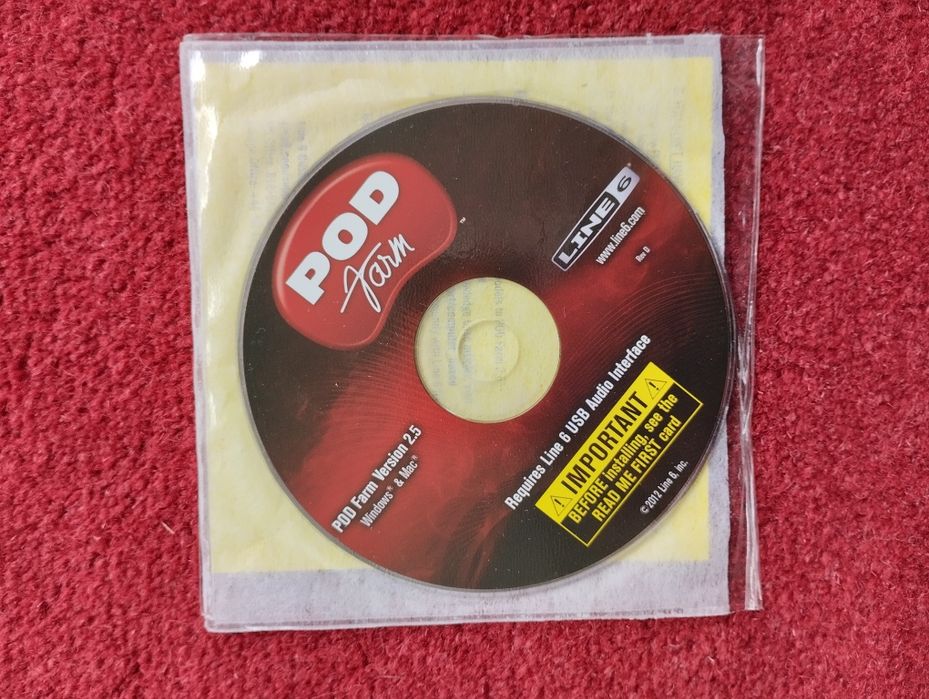 POD
Farm
™
LINE 6®
www.line6.com
Rev D
POD Farm Version 2.5
Windows® & Mac®
Requires Line 6 USB Audio Interface
IMPORTANT
BEFORE installing, see the
READ ME FIRST card
© 2012 Line 6, Inc.